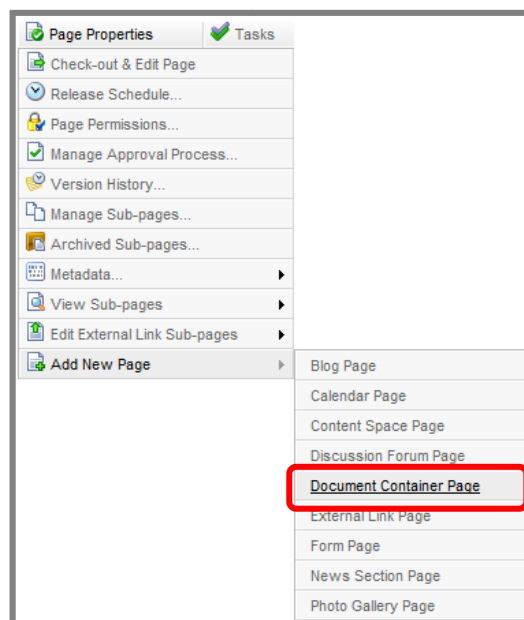 Page Properties Tasks
Check-out & Edit Page
Release Schedule...
Page Permissions...
Manage Approval Process...
Version History...
Manage Sub-pages...
Archived Sub-pages...
Metadata...
View Sub-pages
Edit External Link Sub-pages
Add New Page
Blog Page
Calendar Page
Content Space Page
Discussion Forum Page
Document Container Page
External Link Page
Form Page
News Section Page
Photo Gallery Page